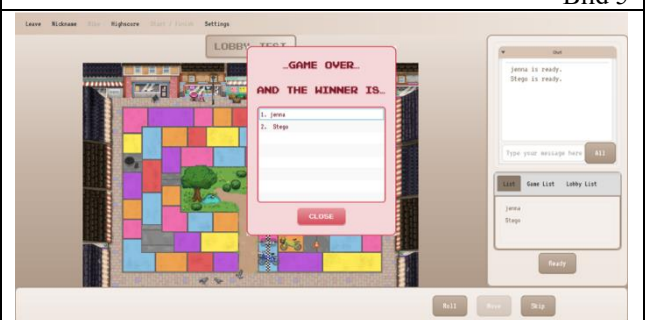 Bild 5
Leave Nickname Highscore Settings
LOBBY TEST
…GAME OVER…
AND THE WINNER IS…
1. jenna
2. Stego
CLOSE
Chat
jenna is ready.
Stego is ready.
Type your message here All
List Game List Lobby List
jenna
Stego
Ready
Roll Move Skip